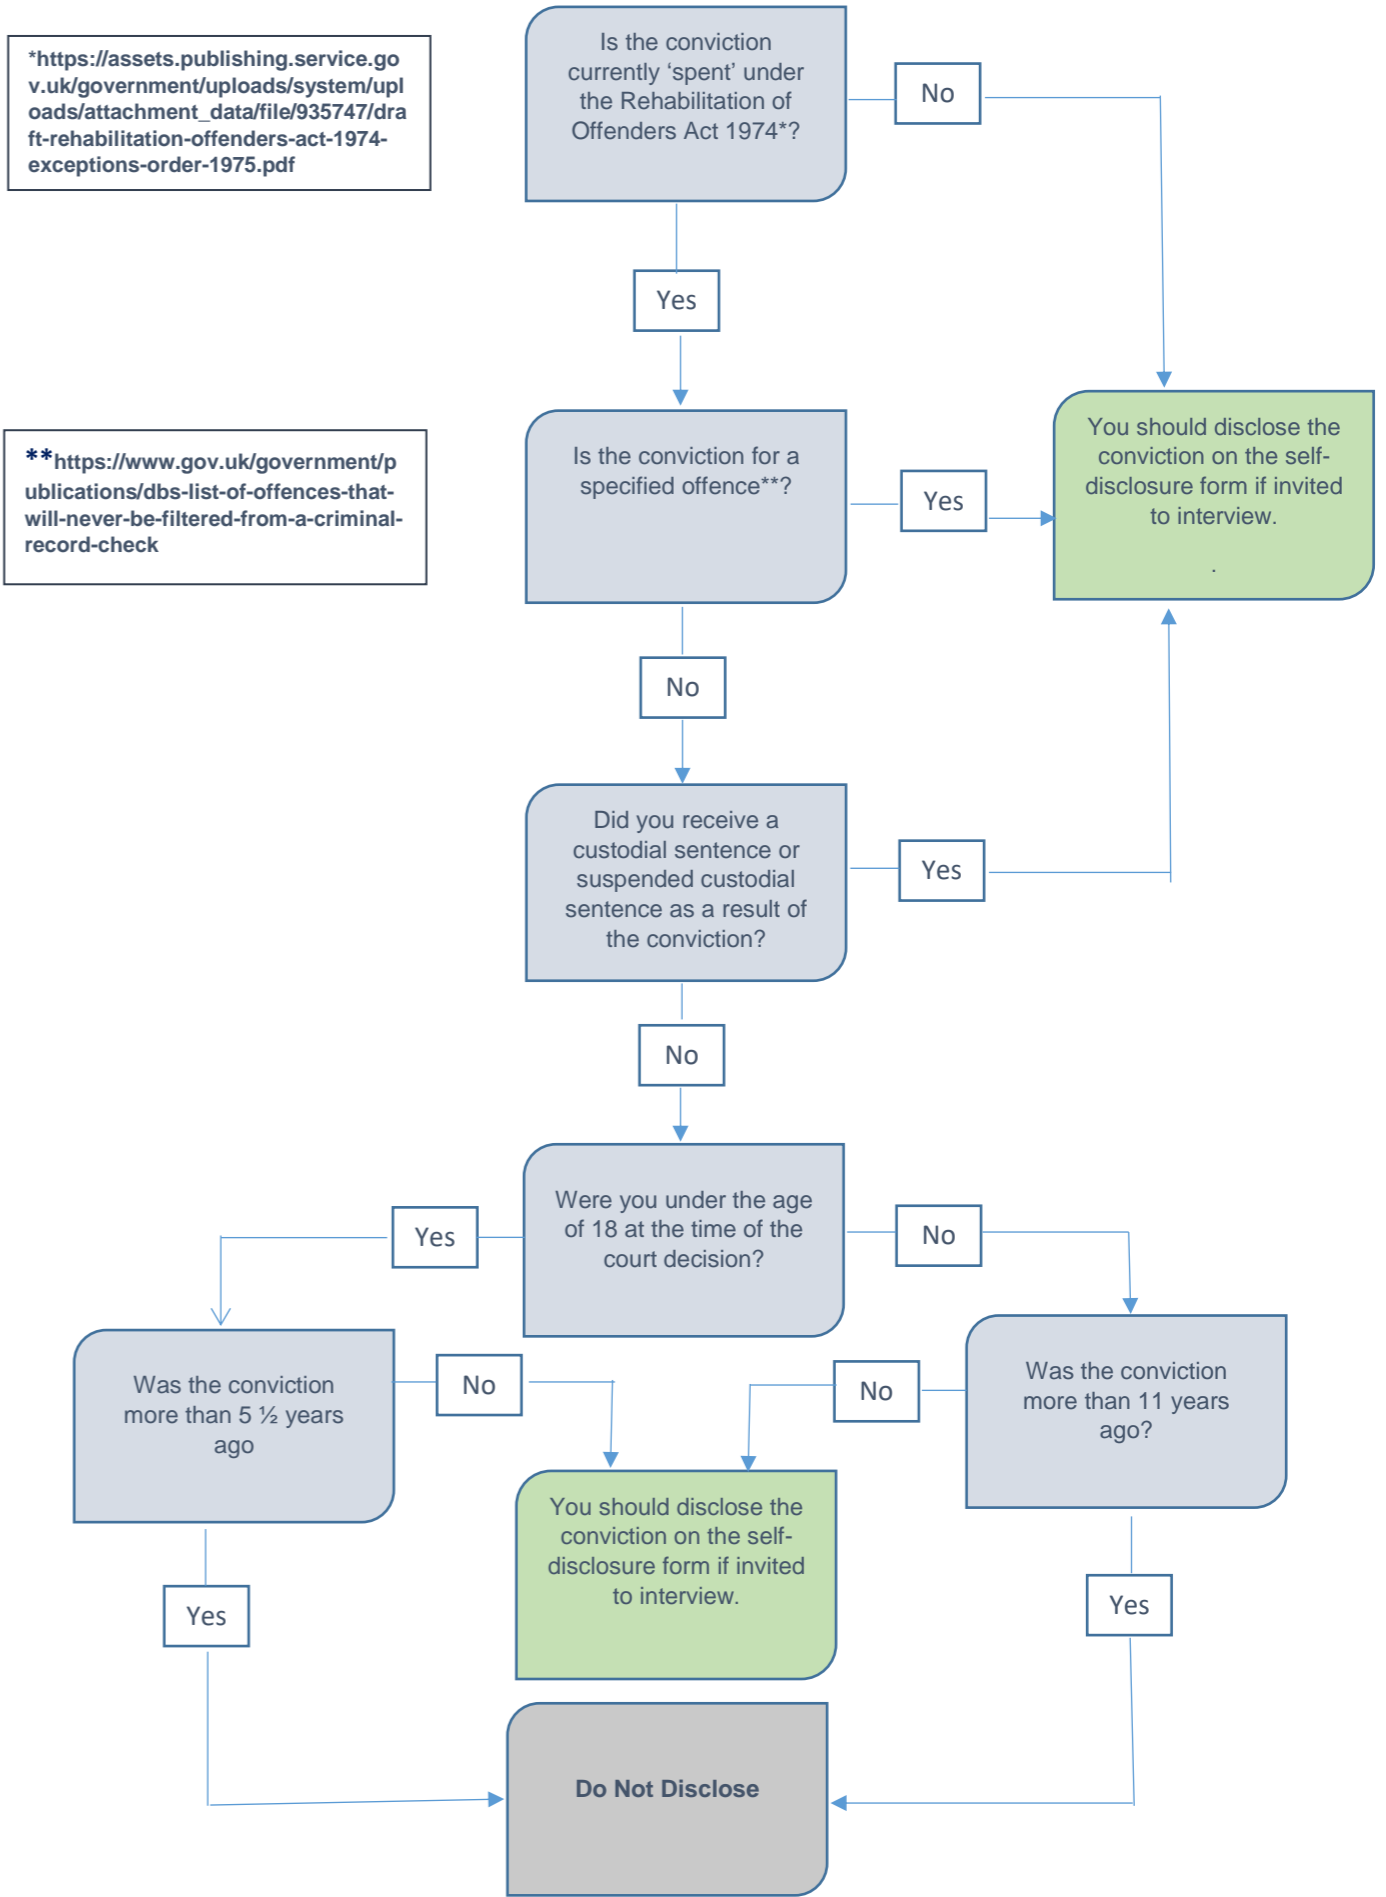 *https://assets.publishing.service.go
v.uk/government/uploads/system/upl
oads/attachment_data/file/935747/dra
ft-rehabilitation-offenders-act-1974-
exceptions-order-1975.pdf
Is the conviction
currently ‘spent’ under
the Rehabilitation of
Offenders Act 1974*?
No
Yes
**https://www.gov.uk/government/p
ublications/dbs-list-of-offences-that-
will-never-be-filtered-from-a-criminal-
record-check
Is the conviction for a
specified offence**?
Yes
You should disclose the
conviction on the self-
disclosure form if invited
to interview.
.
No
Did you receive a
custodial sentence or
suspended custodial
sentence as a result of
the conviction?
Yes
No
Were you under the age
of 18 at the time of the
court decision?
Yes
No
Was the conviction
more than 5 ½ years
ago
No
No
Was the conviction
more than 11 years
ago?
You should disclose the
conviction on the self-
disclosure form if invited
to interview.
Yes
Yes
Do Not Disclose